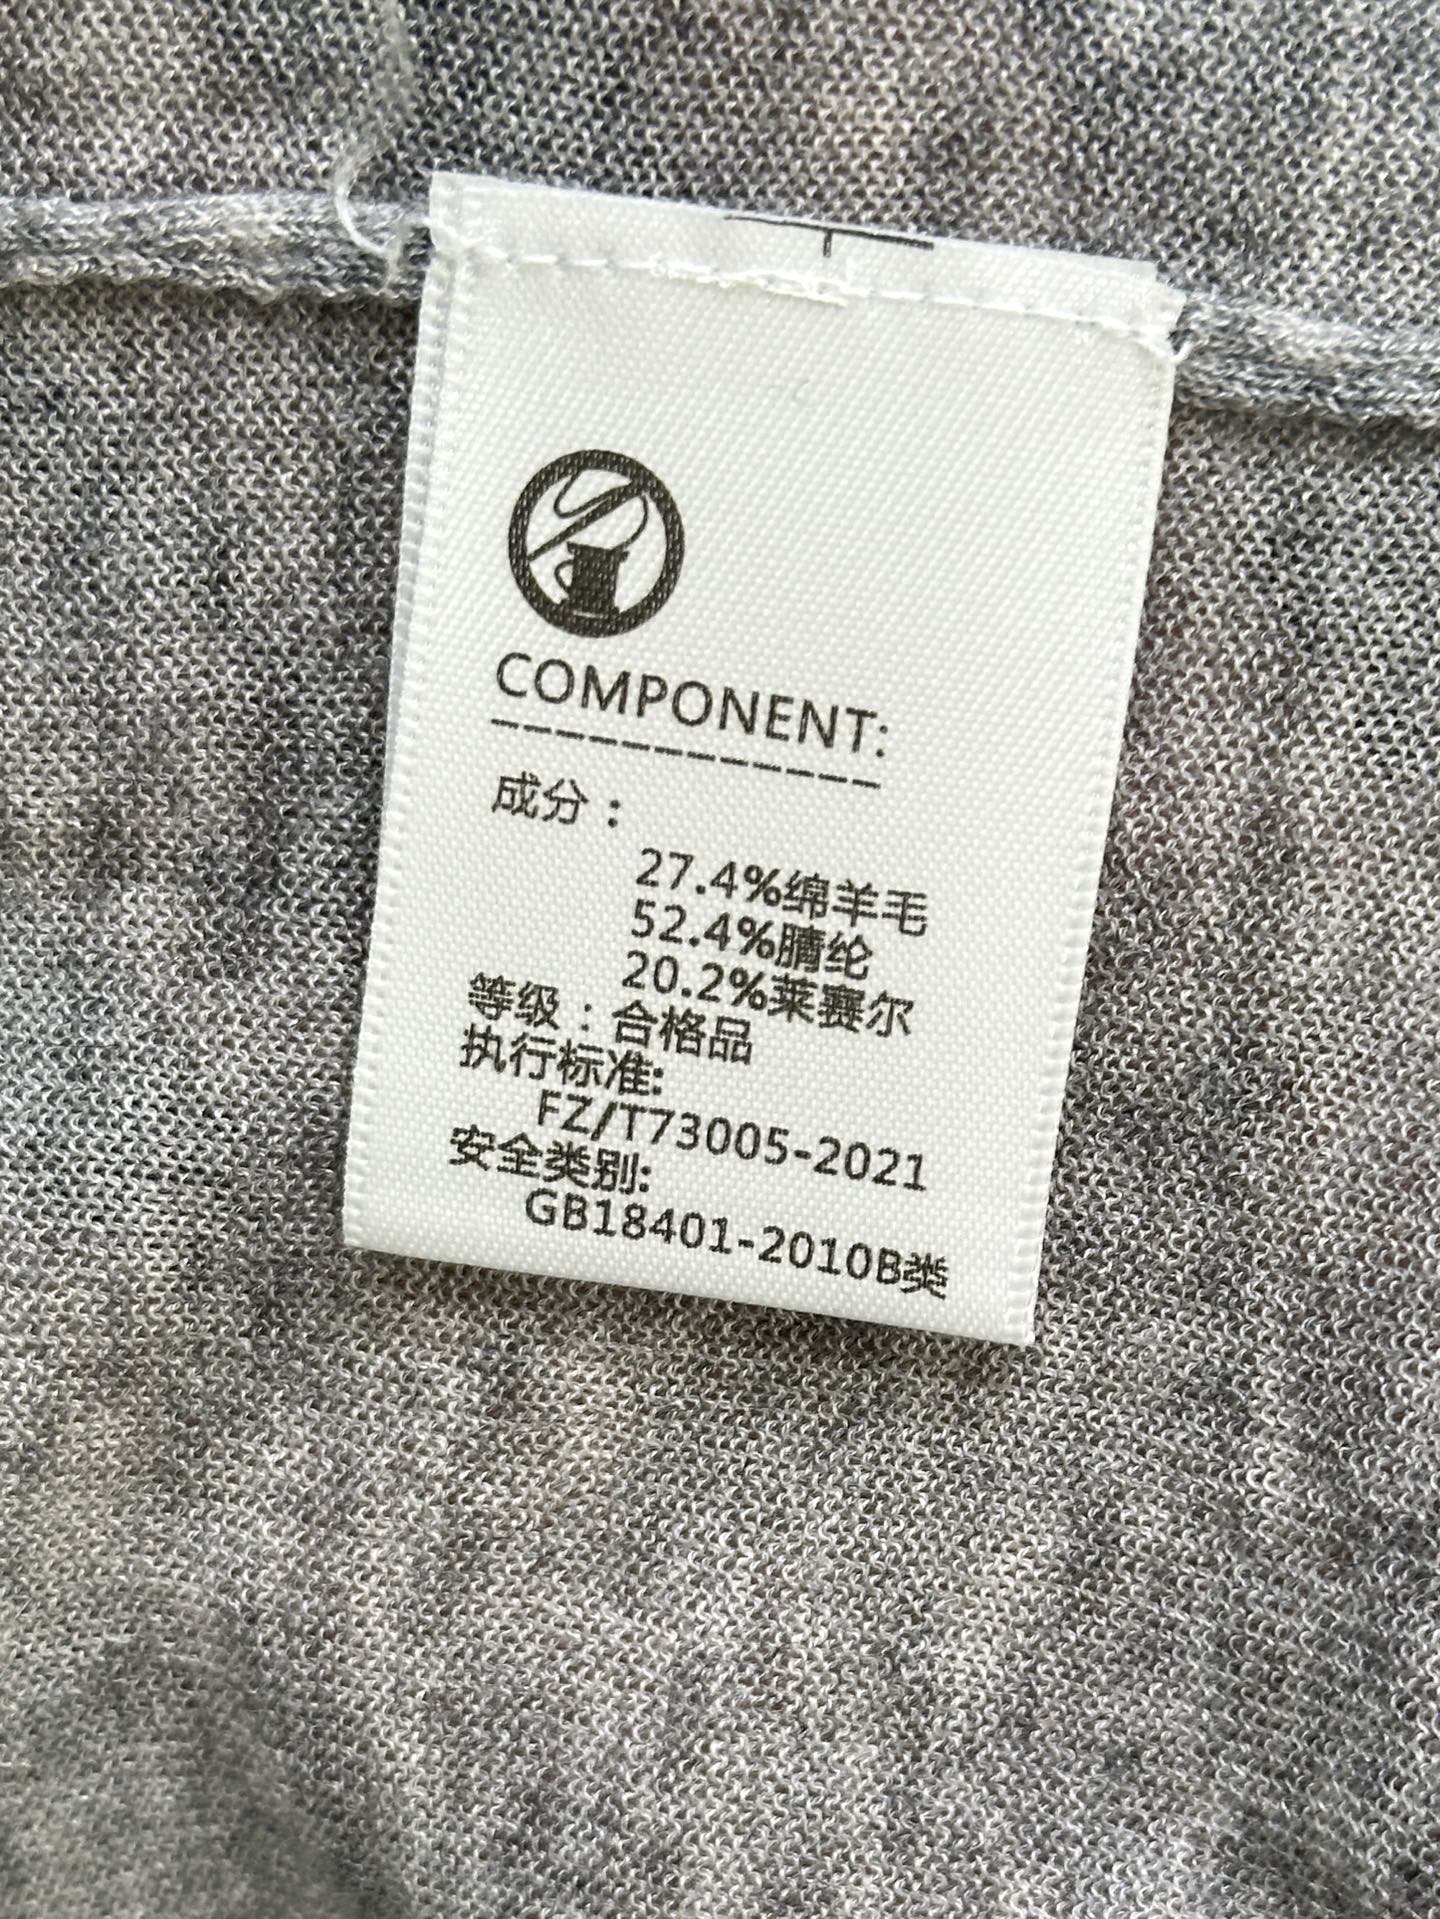 COMPONENT:
成分：
27.4%绵羊毛
52.4%腈纶
20.2%莱赛尔
等级：合格品
执行标准:
FZ/T73005-2021
安全类别:
GB18401-2010B类